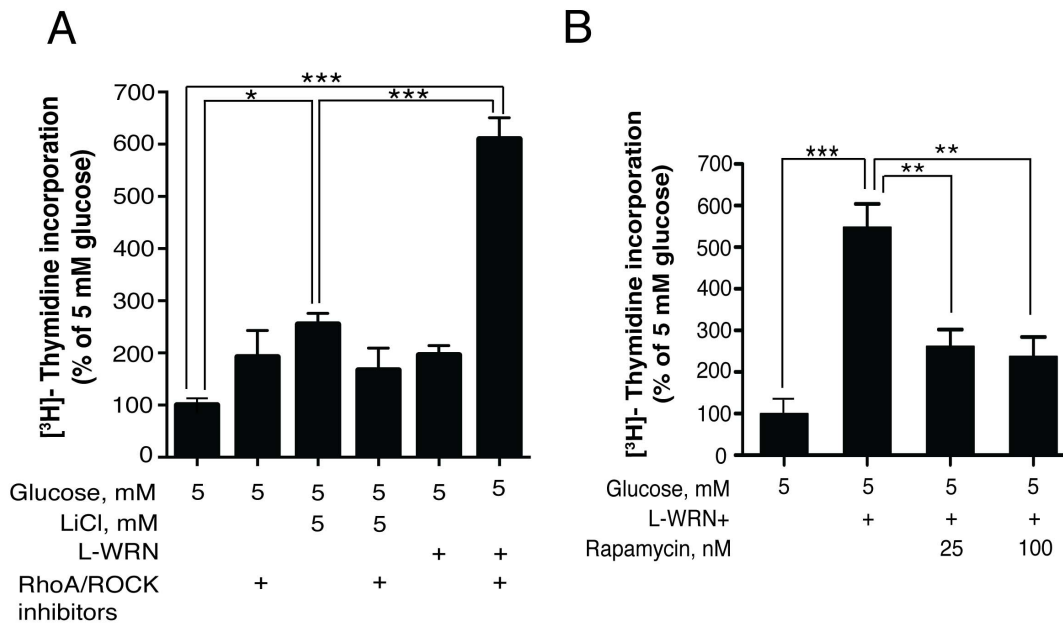 A
[³H]- Thymidine incorporation
(% of 5 mM glucose)
700
600
500
400
300
200
100
0
***
*
***
Glucose, mM 5 5 5 5 5 5
LiCl, mM 5 5
L-WRN + +
RhoA/ROCK + + +
inhibitors
B
[³H]- Thymidine incorporation
(% of 5 mM glucose)
700
600
500
400
300
200
100
0
***
**
**
Glucose, mM 5 5 5 5
L-WRN+ + + +
Rapamycin, nM 25 100